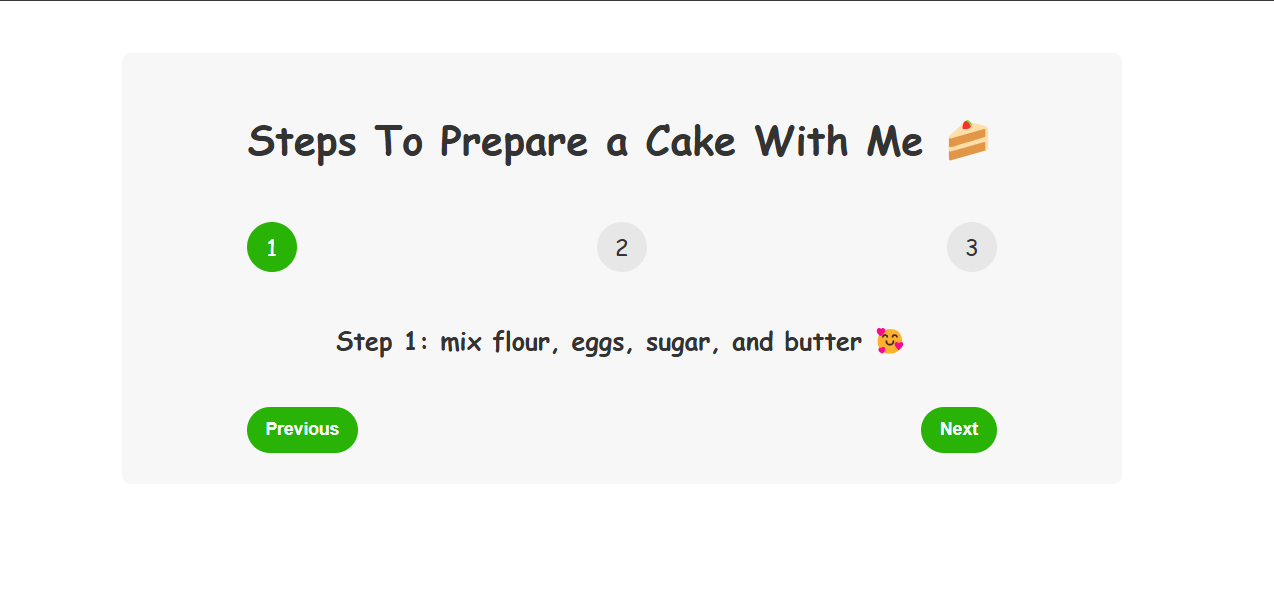 Steps To Prepare a Cake With Me 🍰
1 2 3
Step 1: mix flour, eggs, sugar, and butter 🥰
Previous Next